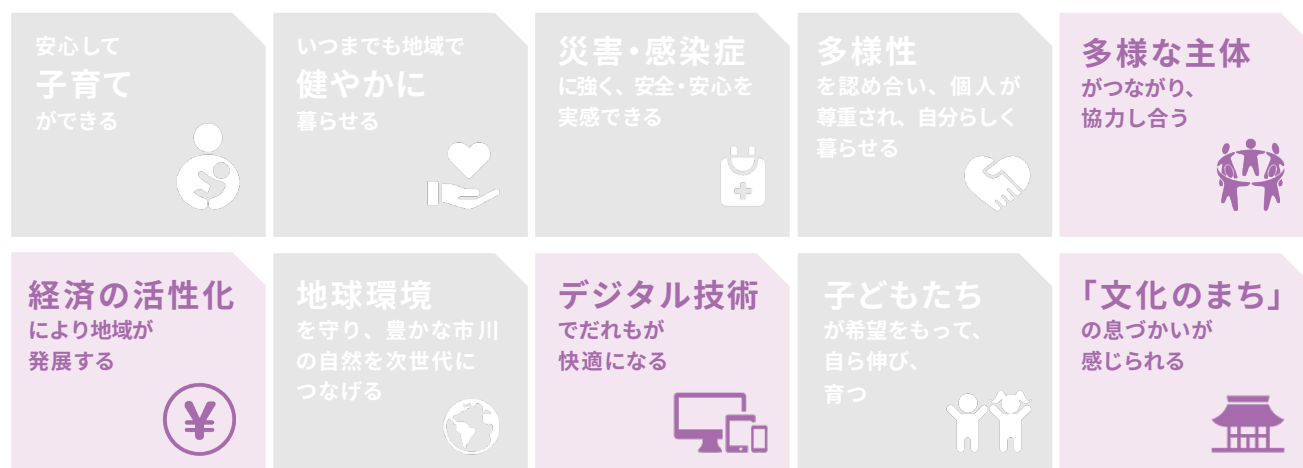 安心して
子育て
ができる
いつまでも地域で
健やかに
暮らせる
災害・感染症
に強く、安全・安心を
実感できる
多様性
を認め合い、個人が
尊重され、自分らしく
暮らせる
多様な主体
がつながり、
協力し合う
経済の活性化
により地域が
発展する
地球環境
を守り、豊かな市川
の自然を次世代に
つなげる
デジタル技術
でだれもが
快適になる
子どもたち
が希望をもって、
自ら伸び、
育つ
「文化のまち」
の息づかいが
感じられる